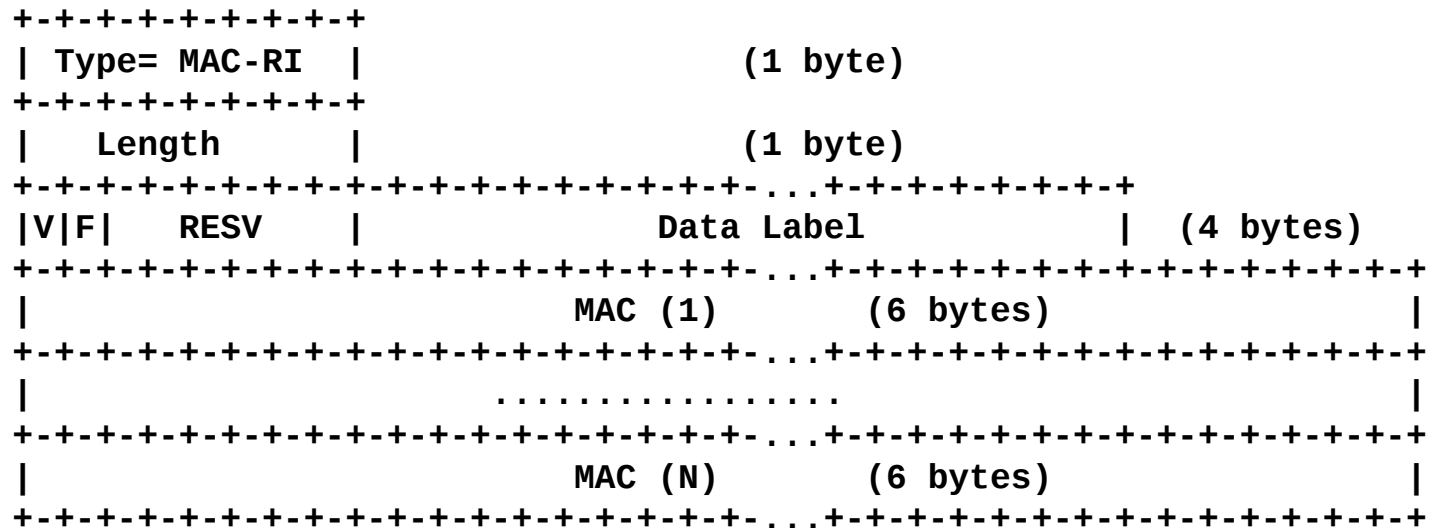 +-+-+-+-+-+-+-+-+
| Type= MAC-RI  |                  (1 byte)
+-+-+-+-+-+-+-+-+
|   Length      |                  (1 byte)
+-+-+-+-+-+-+-+-+-+-+-+-+-+-+-+-+-+-...+-+-+-+-+-+-+-+
|V|F|   RESV    |              Data Label            |  (4 bytes)
+-+-+-+-+-+-+-+-+-+-+-+-+-+-+-+-+-+-...+-+-+-+-+-+-+-+-+-+-+-+-+-+-+
|                          MAC (1)       (6 bytes)                 |
+-+-+-+-+-+-+-+-+-+-+-+-+-+-+-+-+-+-...+-+-+-+-+-+-+-+-+-+-+-+-+-+-+
|                      .................                           |
+-+-+-+-+-+-+-+-+-+-+-+-+-+-+-+-+-+-...+-+-+-+-+-+-+-+-+-+-+-+-+-+-+
|                          MAC (N)       (6 bytes)                 |
+-+-+-+-+-+-+-+-+-+-+-+-+-+-+-+-+-+-...+-+-+-+-+-+-+-+-+-+-+-+-+-+-+